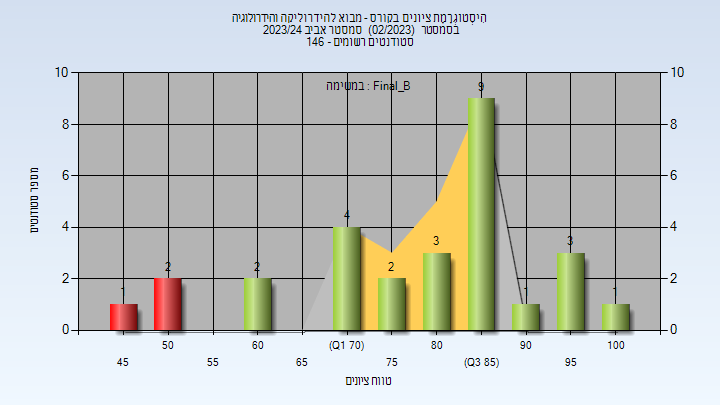 הִיסְטוֹגְרָמַת ציונים בקורס - מבוא להידרוליקה והידרולוגיה
בסמסטר (02/2023) סמסטר אביב 2023/24
סטודנטים רשומים - 146
במשימה : Final_B
מספר סטודנטים
10 8 6 4 2 0
1 2 2 4 2 3 9 1 3 1
10 8 6 4 2 0
50 60 (Q1 70) 80 90 100
45 55 65 75 (Q3 85) 95
טווח ציונים